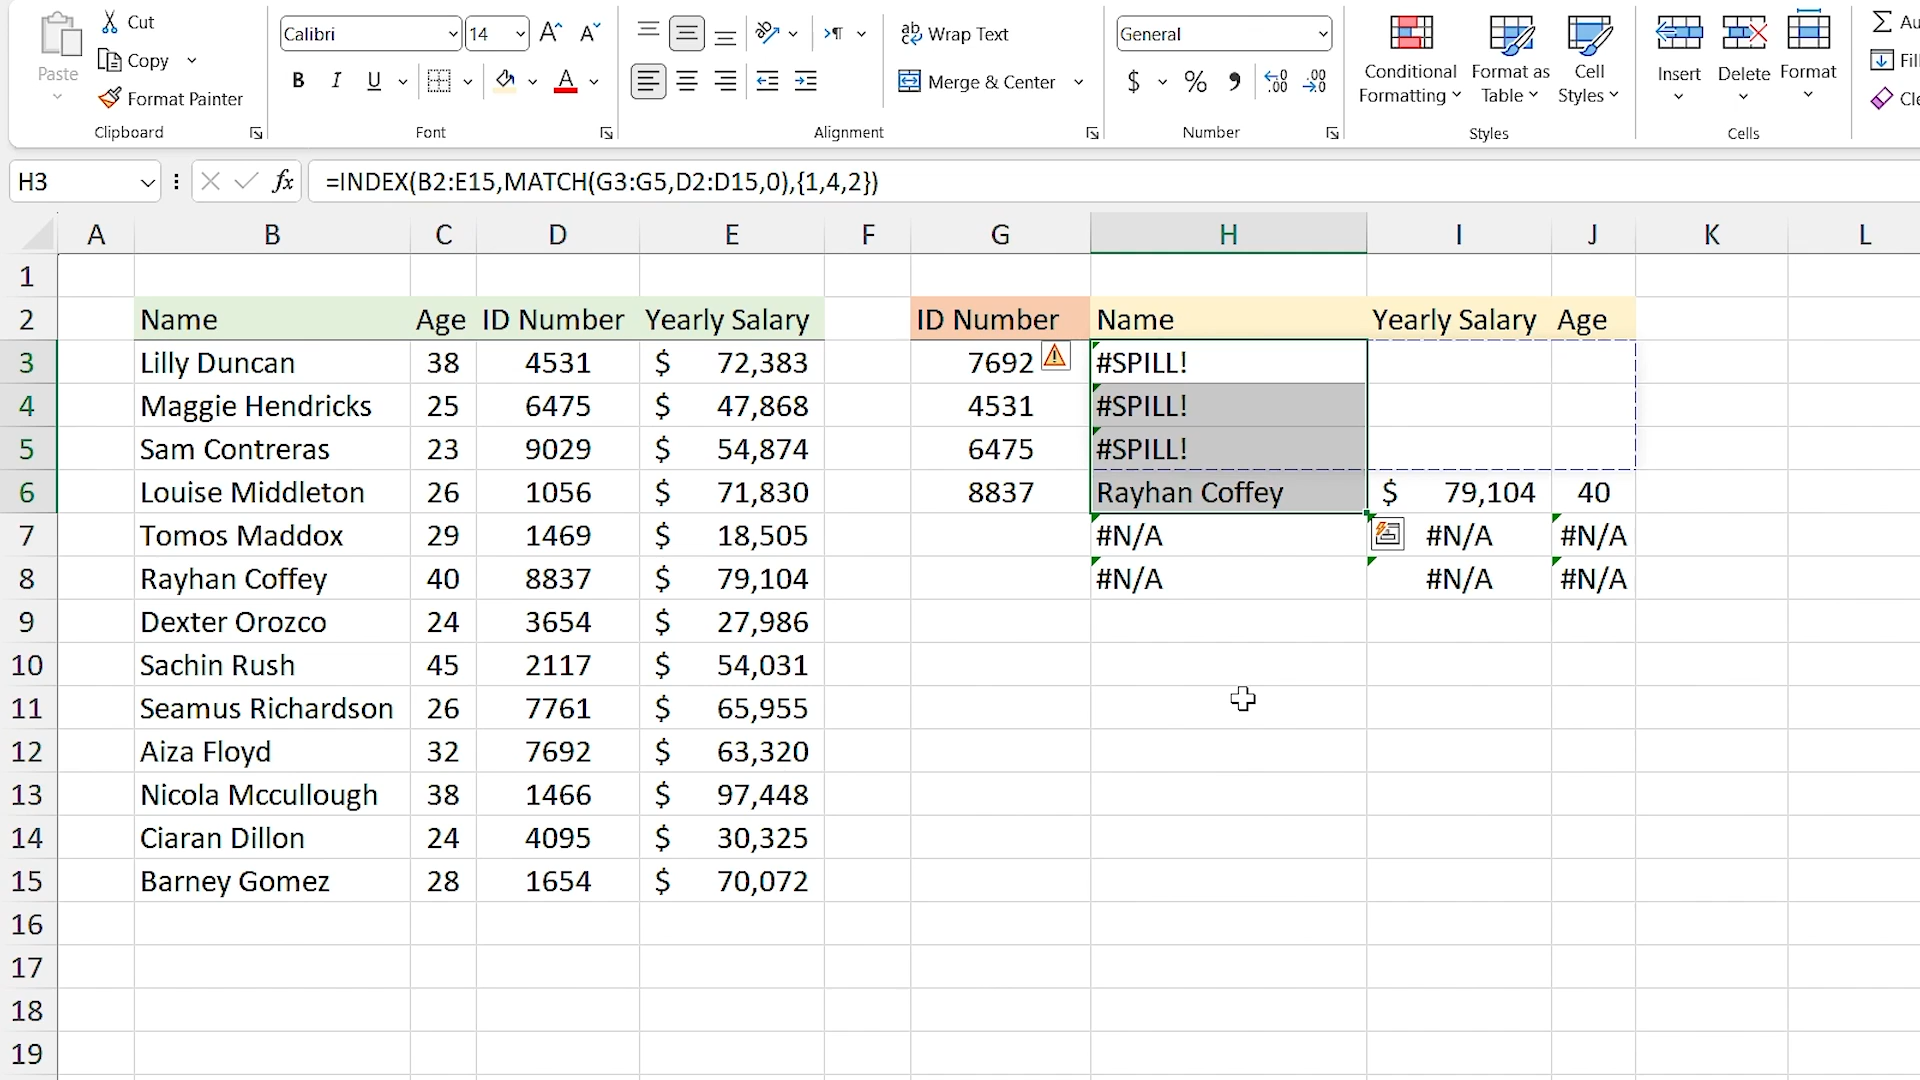 Paste
Cut
Copy
Format Painter
Clipboard
Calibri
14
B I U
Font
Wrap Text
Merge & Center
Alignment
General
$ % 9
Number
Conditional Formatting
Format as Table
Cell Styles
Styles
Insert
Delete
Format
Cells
H3
fx
=INDEX(B2:E15,MATCH(G3:G5,D2:D15,0),{1,4,2})
A B C D E F G H I J K L
1
2 Name Age ID Number Yearly Salary ID Number Name Yearly Salary Age
3 Lilly Duncan 38 4531 $ 72,383 7692 #SPILL!
4 Maggie Hendricks 25 6475 $ 47,868 4531 #SPILL!
5 Sam Contreras 23 9029 $ 54,874 6475 #SPILL!
6 Louise Middleton 26 1056 $ 71,830 8837 Rayhan Coffey $ 79,104 40
7 Tomos Maddox 29 1469 $ 18,505 #N/A #N/A #N/A
8 Rayhan Coffey 40 8837 $ 79,104 #N/A #N/A #N/A
9 Dexter Orozco 24 3654 $ 27,986
10 Sachin Rush 45 2117 $ 54,031
11 Seamus Richardson 26 7761 $ 65,955
12 Aiza Floyd 32 7692 $ 63,320
13 Nicola Mccullough 38 1466 $ 97,448
14 Ciaran Dillon 24 4095 $ 30,325
15 Barney Gomez 28 1654 $ 70,072
16
17
18
19